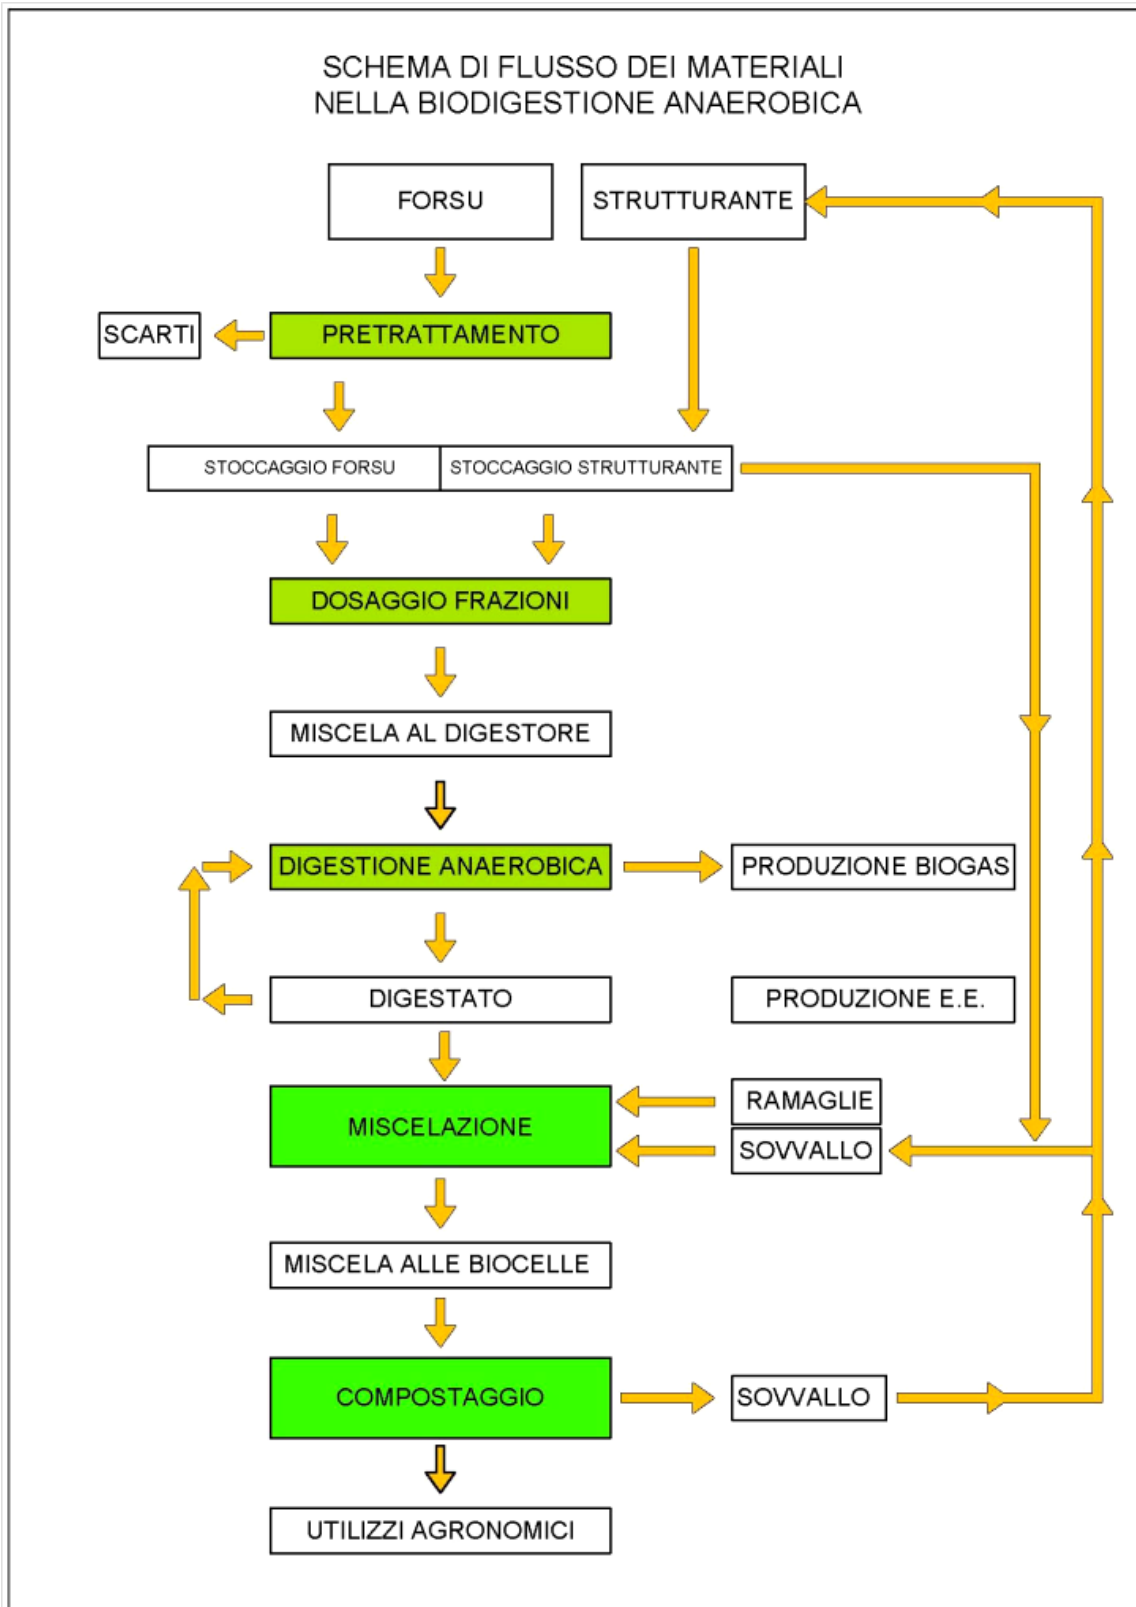 SCHEMA DI FLUSSO DEI MATERIALI
NELLA BIODIGESTIONE ANAEROBICA
FORSU
STRUTTURANTE
SCARTI
PRETRATTAMENTO
STOCCAGGIO FORSU
STOCCAGGIO STRUTTURANTE
DOSAGGIO FRAZIONI
MISCELA AL DIGESTORE
DIGESTIONE ANAEROBICA
PRODUZIONE BIOGAS
DIGESTATO
PRODUZIONE E.E.
MISCELAZIONE
RAMAGLIE
SOVVALLO
MISCELA ALLE BIOCELLE
COMPOSTAGGIO
SOVVALLO
UTILIZZI AGRONOMICI